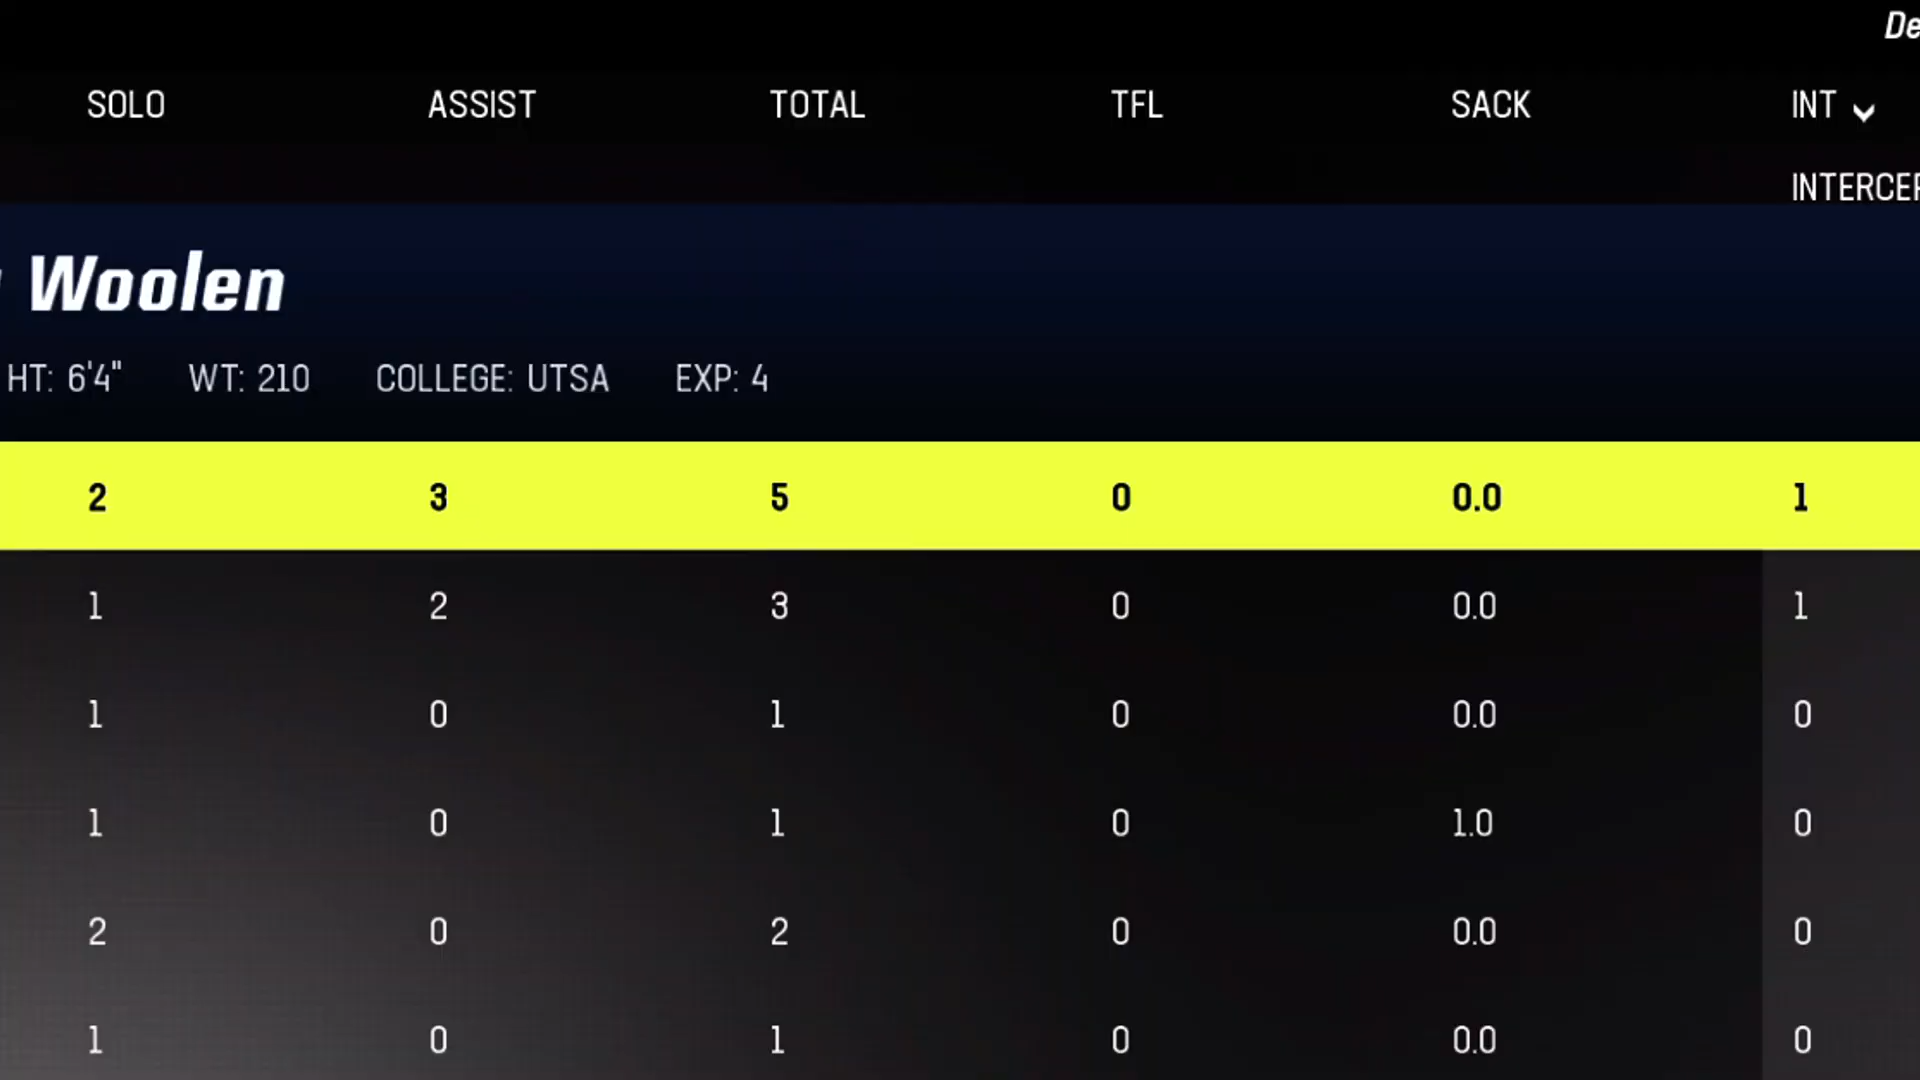 SOLO ASSIST TOTAL TFL SACK INT
Woolen
HT: 6'4" WT: 210 COLLEGE: UTSA EXP: 4
2 3 5 0 0.0 1
1 2 3 0 0.0 1
1 0 1 0 0.0 0
1 0 1 0 1.0 0
2 0 2 0 0.0 0
1 0 1 0 0.0 0